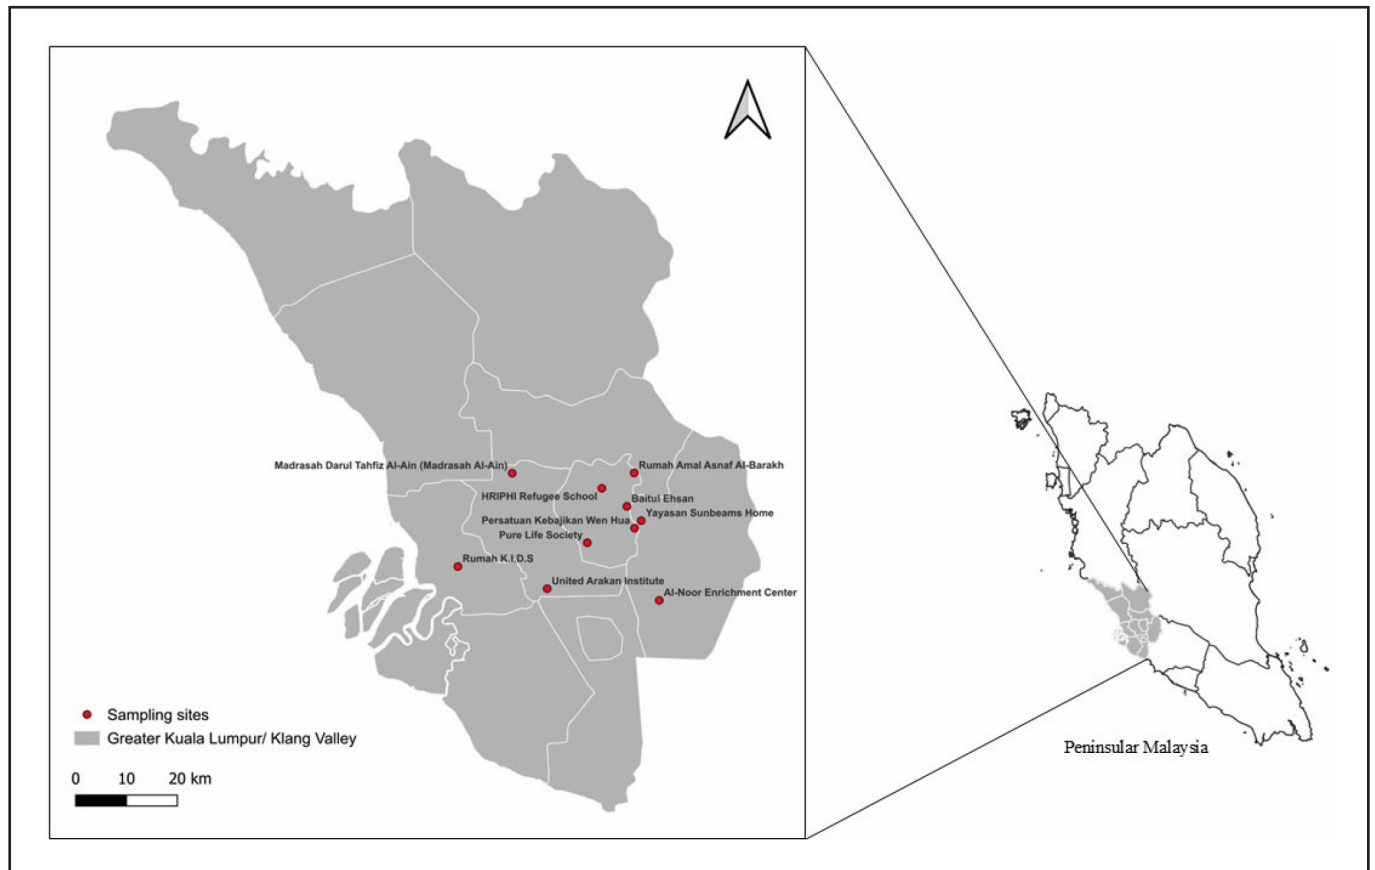 Madrasah Darul Tahfiz Al-Ain (Madrasah Al-Ain)
Rumah Amal Asnaf Al-Barakh
HRIPHI Refugee School
Baitul Ehsan
Yayasan Sunbeams Home
Persatuan Kebajikan Wen Hua
Pure Life Society
Rumah K.I.D.S
United Arakan Institute
Al-Noor Enrichment Center
Sampling sites
Greater Kuala Lumpur/ Klang Valley
0 10 20 km
Peninsular Malaysia